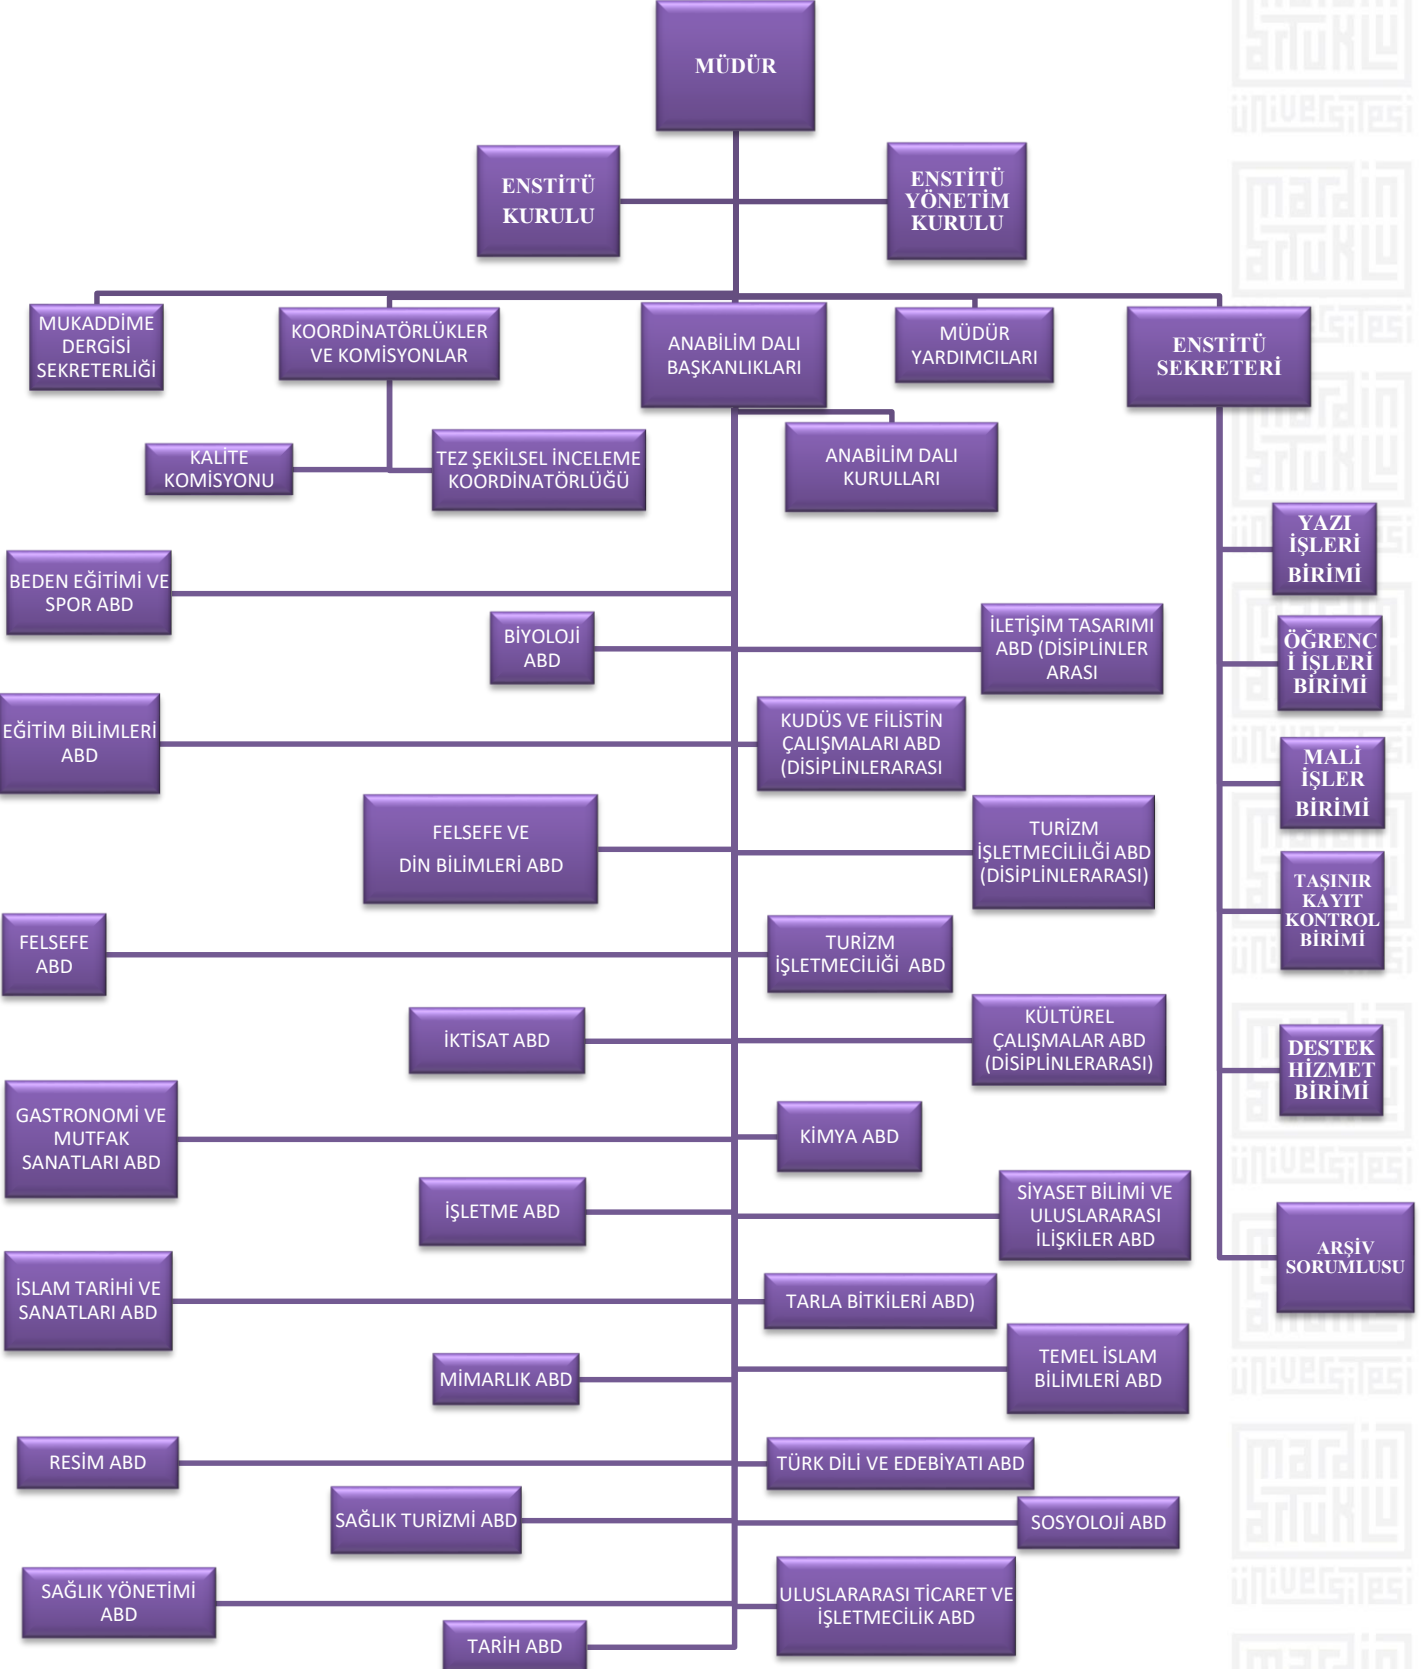 MÜDÜR
ENSTİTÜ
KURULU
ENSTİTÜ
YÖNETİM
KURULU
MUKADDİME
DERGİSİ
SEKRETERLİĞİ
KOORDİNATÖRLÜKLER
VE KOMİSYONLAR
ANABİLİM DALI
BAŞKANLIKLARI
MÜDÜR
YARDIMCILARI
ENSTİTÜ
SEKRETERİ
KALİTE
KOMİSYONU
TEZ ŞEKİLSEL İNCELEME
KOORDİNATÖRLÜĞÜ
ANABİLİM DALI
KURULLARI
YAZI
İŞLERİ
BİRİMİ
BEDEN EĞİTİMİ VE
SPOR ABD
BİYOLOJİ
ABD
İLETİŞİM TASARIMI
ABD (DİSİPLİNLER
ARASI
ÖĞRENC
İ İŞLERİ
BİRİMİ
EĞİTİM BİLİMLERİ
ABD
KUDÜS VE FİLİSTİN
ÇALIŞMALARI ABD
(DİSİPLİNLERARASI
MALİ
İŞLER
BİRİMİ
FELSEFE VE
DİN BİLİMLERİ ABD
TURİZM
İŞLETMECİLİLĞİ ABD
(DİSİPLİNLERARASI)
TAŞINIR
KAYIT
KONTROL
BİRİMİ
FELSEFE
ABD
TURİZM
İŞLETMECİLİĞİ  ABD
İKTİSAT ABD
KÜLTÜREL
ÇALIŞMALAR ABD
(DİSİPLİNLERARASI)
DESTEK
HİZMET
BİRİMİ
GASTRONOMİ VE
MUTFAK
SANATLARI ABD
KİMYA ABD
İŞLETME ABD
SİYASET BİLİMİ VE
ULUSLARARASI
İLİŞKİLER ABD
ARŞİV
SORUMLUSU
İSLAM TARİHİ VE
SANATLARI ABD
TARLA BİTKİLERİ ABD)
MİMARLIK ABD
TEMEL İSLAM
BİLİMLERİ ABD
RESİM ABD
TÜRK DİLİ VE EDEBİYATI ABD
SAĞLIK TURİZMİ ABD
SOSYOLOJİ ABD
SAĞLIK YÖNETİMİ
ABD
ULUSLARARASI TİCARET VE
İŞLETMECİLİK ABD
TARİH ABD
mardin
artuklu
üniversitesi